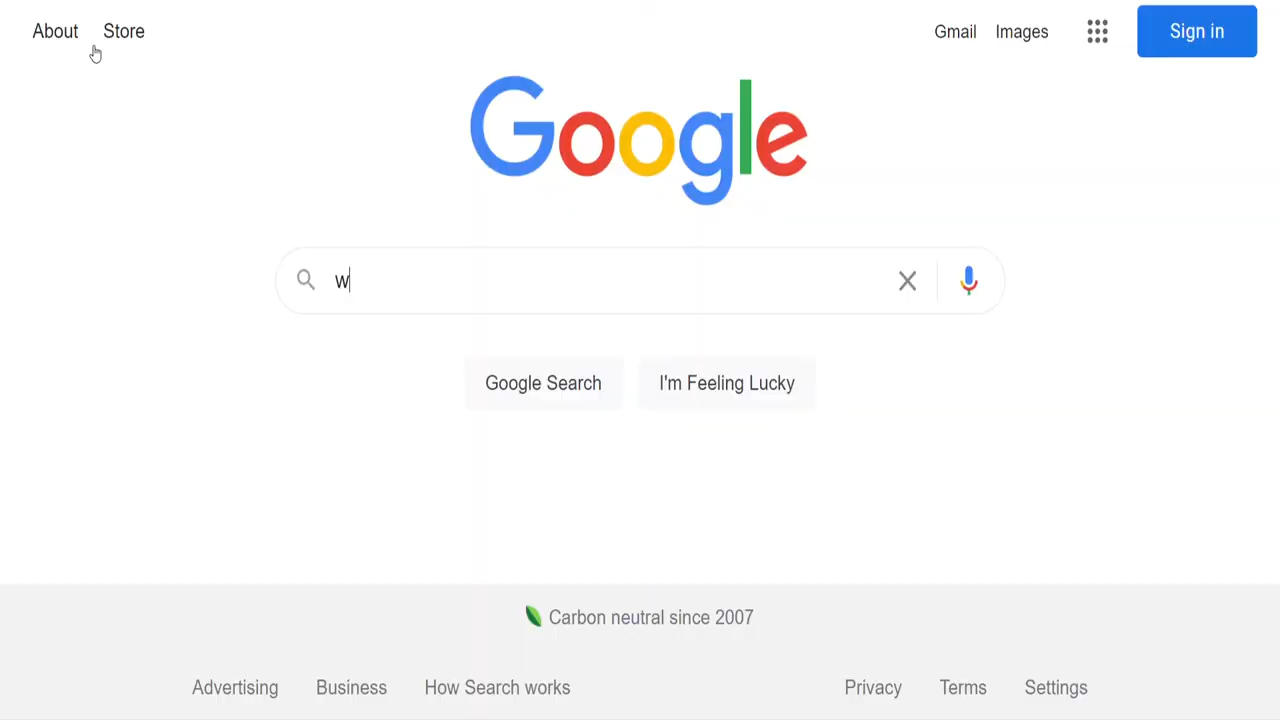 About Store Gmail Images Sign in
Google
w
Google Search I'm Feeling Lucky
Carbon neutral since 2007
Advertising Business How Search works Privacy Terms Settings